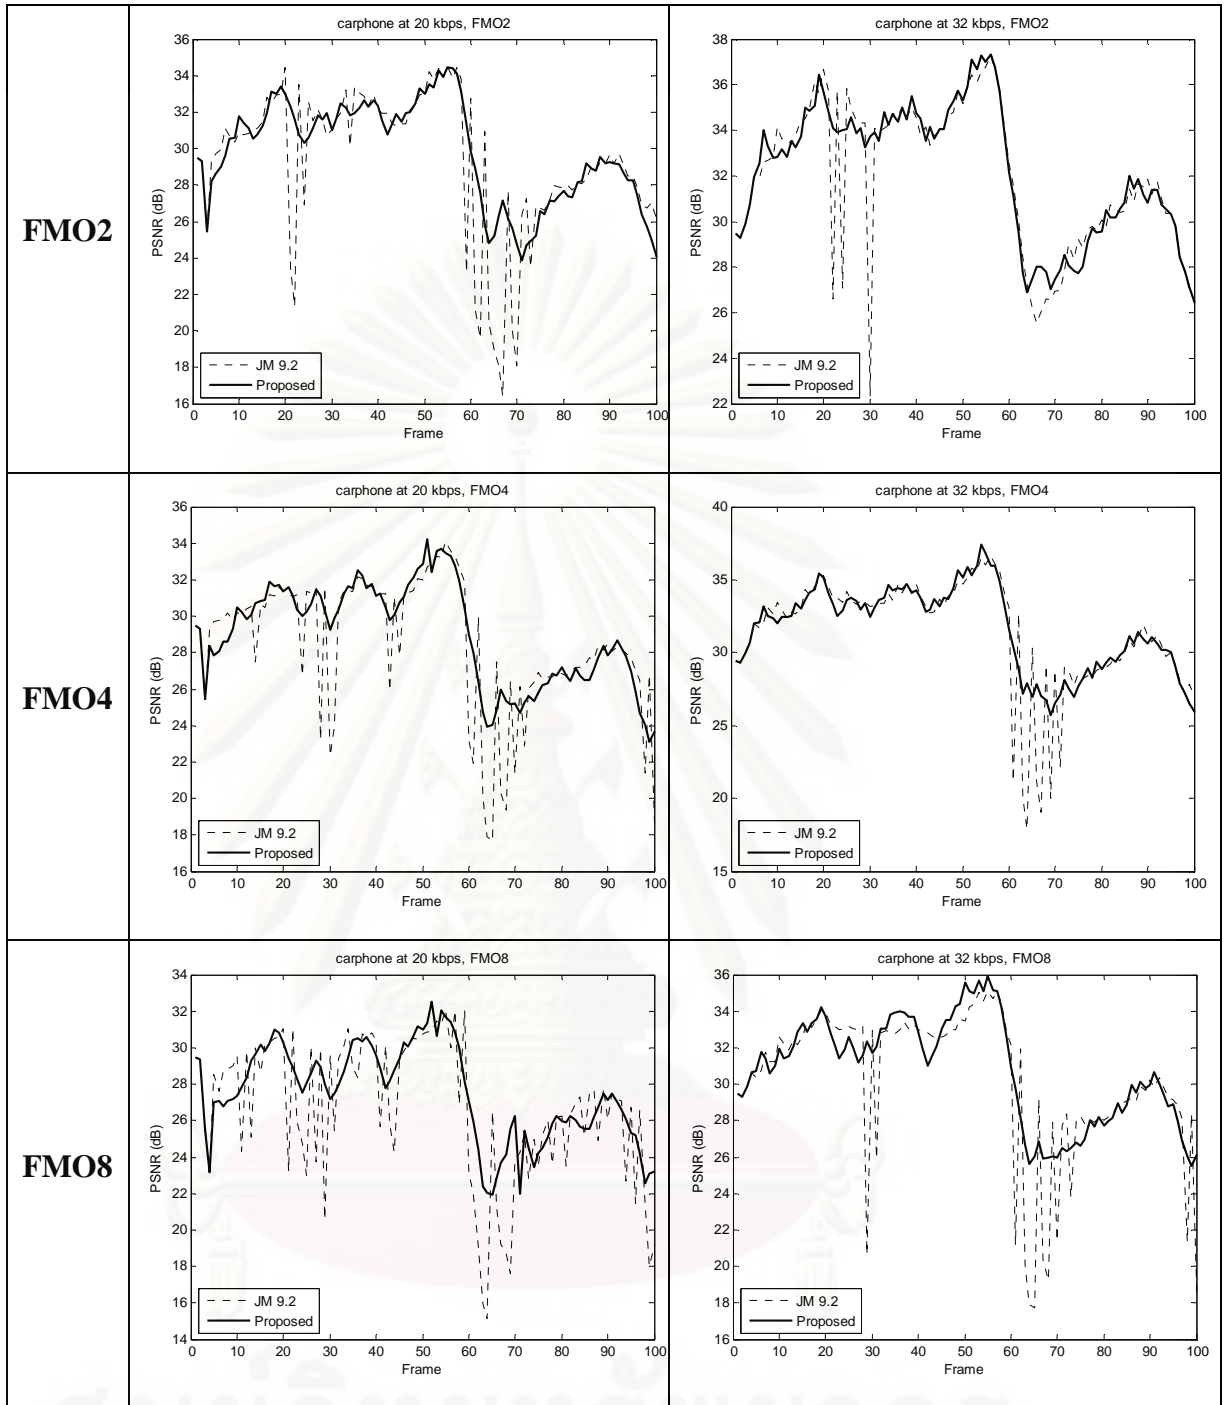 FMO2
carphone at 20 kbps, FMO2
36
34
32
30
28
26
24
22
20
18
16
PSNR (dB)
JM 9.2
Proposed
0 10 20 30 40 50 60 70 80 90 100
Frame
carphone at 32 kbps, FMO2
38
36
34
32
30
28
26
24
22
PSNR (dB)
JM 9.2
Proposed
0 10 20 30 40 50 60 70 80 90 100
Frame
FMO4
carphone at 20 kbps, FMO4
36
34
32
30
28
26
24
22
20
18
16
PSNR (dB)
JM 9.2
Proposed
0 10 20 30 40 50 60 70 80 90 100
Frame
carphone at 32 kbps, FMO4
40
35
30
25
20
15
PSNR (dB)
JM 9.2
Proposed
0 10 20 30 40 50 60 70 80 90 100
Frame
FMO8
carphone at 20 kbps, FMO8
34
32
30
28
26
24
22
20
18
16
14
PSNR (dB)
JM 9.2
Proposed
0 10 20 30 40 50 60 70 80 90 100
Frame
carphone at 32 kbps, FMO8
36
34
32
30
28
26
24
22
20
18
16
PSNR (dB)
JM 9.2
Proposed
0 10 20 30 40 50 60 70 80 90 100
Frame